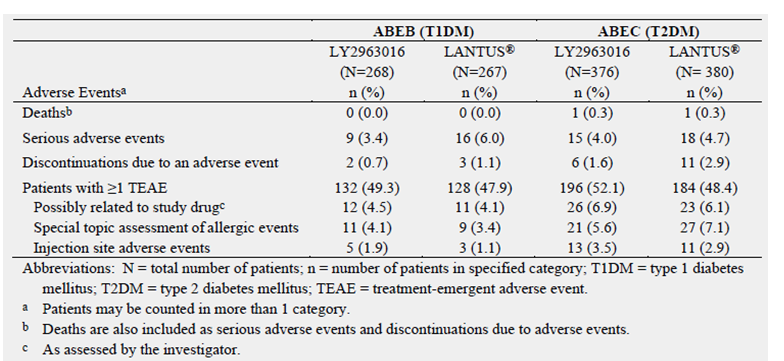 ABEB (T1DM) ABEC (T2DM)
LY2963016 LANTUS® LY2963016 LANTUS®
(N=268) (N=267) (N=376) (N= 380)
Adverse Eventsa n (%) n (%) n (%) n (%)
Deathsb 0 (0.0) 0 (0.0) 1 (0.3) 1 (0.3)
Serious adverse events 9 (3.4) 16 (6.0) 15 (4.0) 18 (4.7)
Discontinuations due to an adverse event 2 (0.7) 3 (1.1) 6 (1.6) 11 (2.9)
Patients with ≥1 TEAE 132 (49.3) 128 (47.9) 196 (52.1) 184 (48.4)
Possibly related to study drugc 12 (4.5) 11 (4.1) 26 (6.9) 23 (6.1)
Special topic assessment of allergic events 11 (4.1) 9 (3.4) 21 (5.6) 27 (7.1)
Injection site adverse events 5 (1.9) 3 (1.1) 13 (3.5) 11 (2.9)
Abbreviations: N = total number of patients; n = number of patients in specified category; T1DM = type 1 diabetes
mellitus; T2DM = type 2 diabetes mellitus; TEAE = treatment-emergent adverse event.
a Patients may be counted in more than 1 category.
b Deaths are also included as serious adverse events and discontinuations due to adverse events.
c As assessed by the investigator.